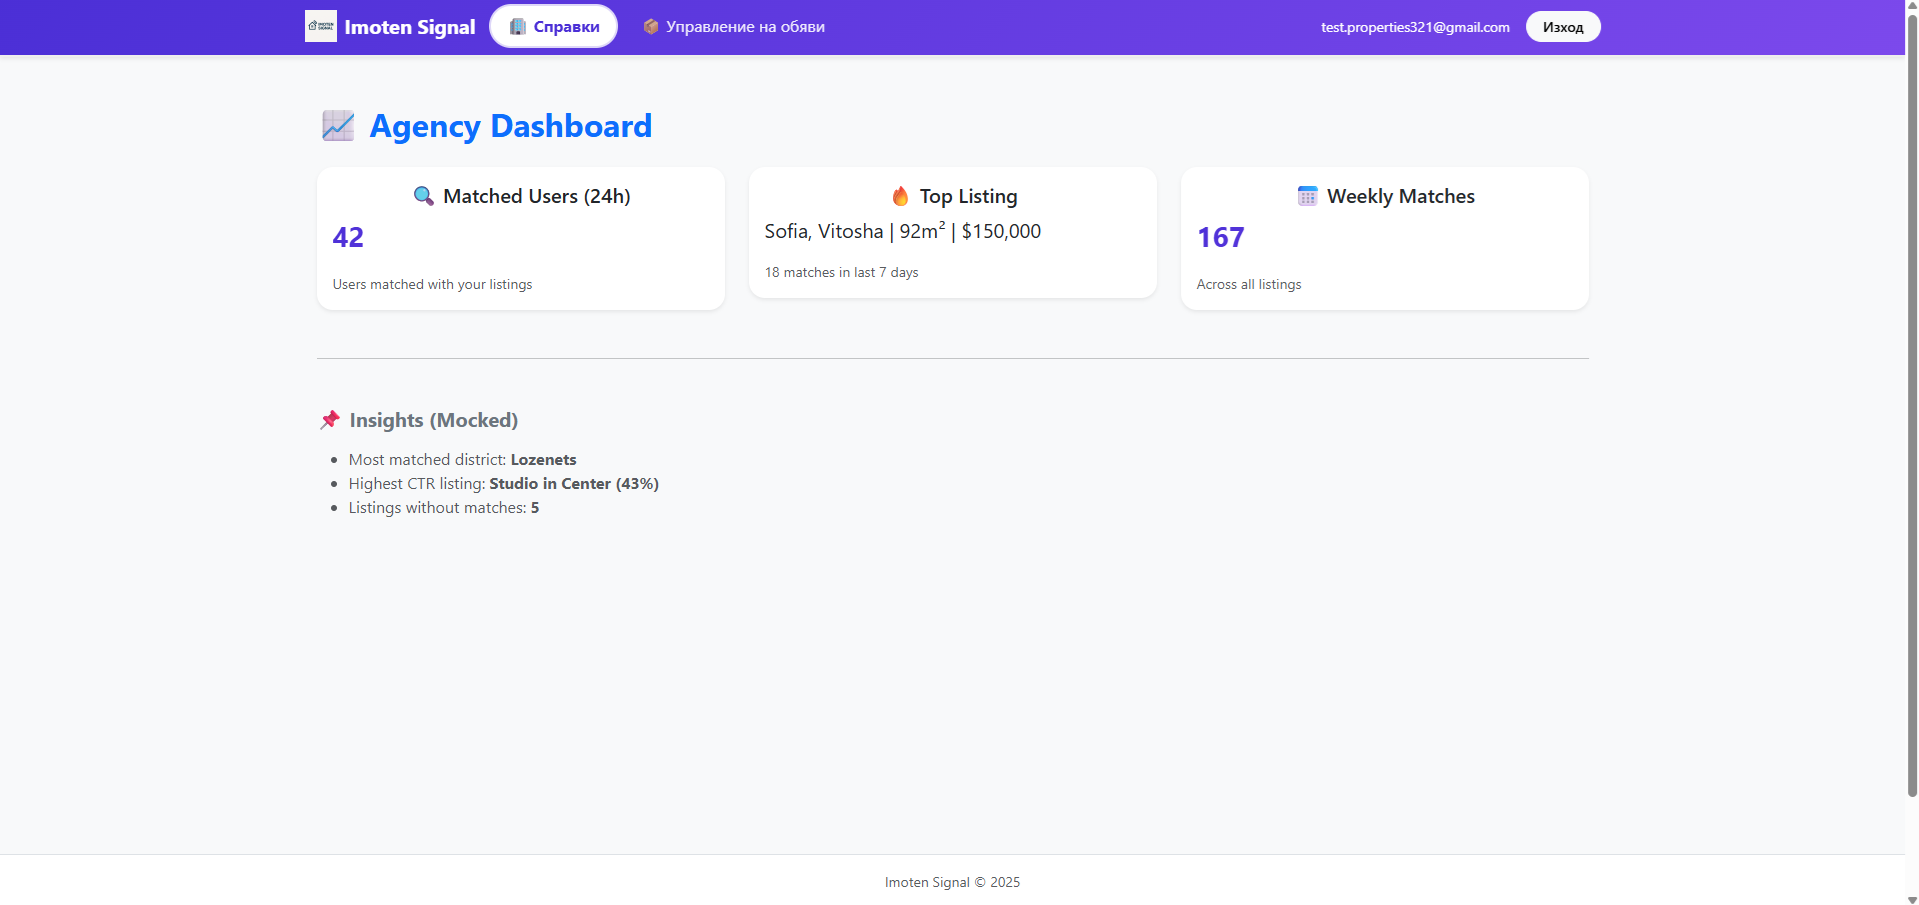 IMOTEN SIGNAL
Imoten Signal
Справки
Управление на обяви
test.properties321@gmail.com
Изход
Agency Dashboard
Matched Users (24h)
42
Users matched with your listings
Top Listing
Sofia, Vitosha | 92m² | $150,000
18 matches in last 7 days
Weekly Matches
167
Across all listings
Insights (Mocked)
Most matched district: Lozenets
Highest CTR listing: Studio in Center (43%)
Listings without matches: 5
Imoten Signal © 2025